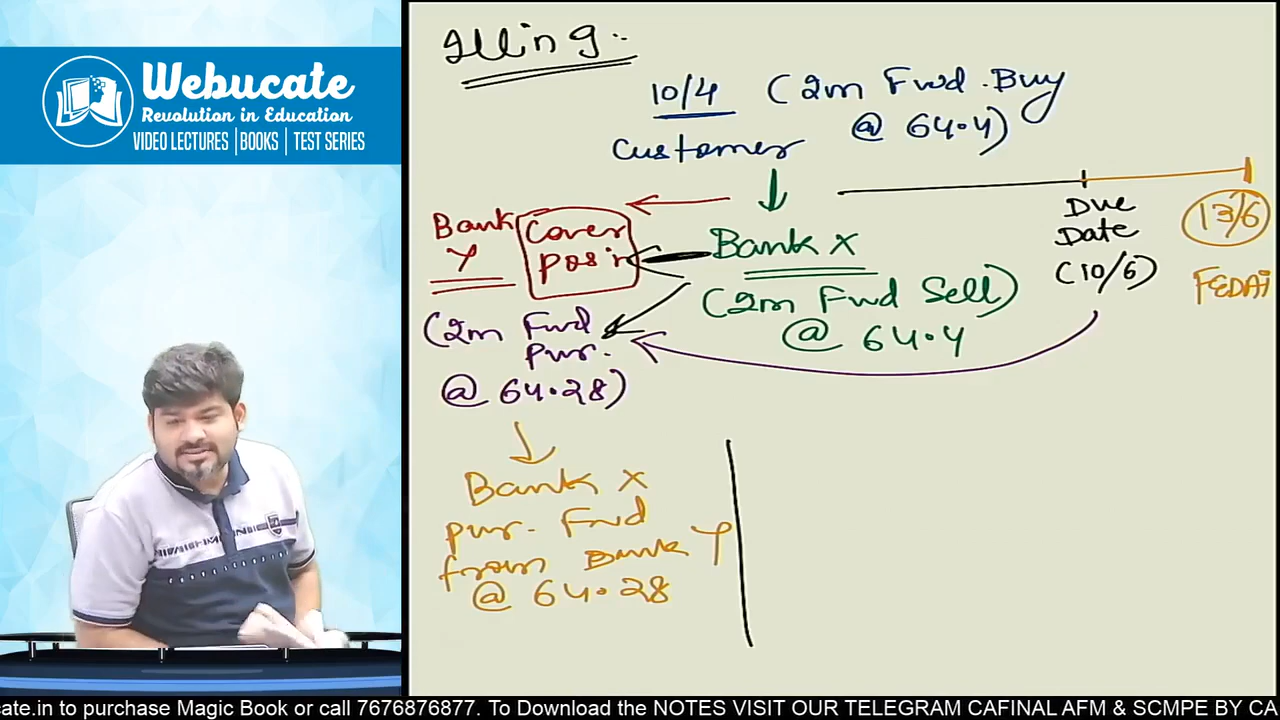 Webucate
Revolution in Education
VIDEO LECTURES | BOOKS | TEST SERIES
10/4 (2m Fwd. Buy
@ 64.4)
Customer
Bank X
(2m Fwd Sell)
@ 64.4
Due
Date
(10/6)
13/6
FEDAI
Bank
Y
Cover
pos'n
(2m Fwd
pur.
@ 64.28)
Bank X
pur. Fwd
from Bank Y
@ 64.28
cate.in to purchase Magic Book or call 7676876877. To Download the NOTES VISIT OUR TELEGRAM CAFINAL AFM & SCMPE BY CA